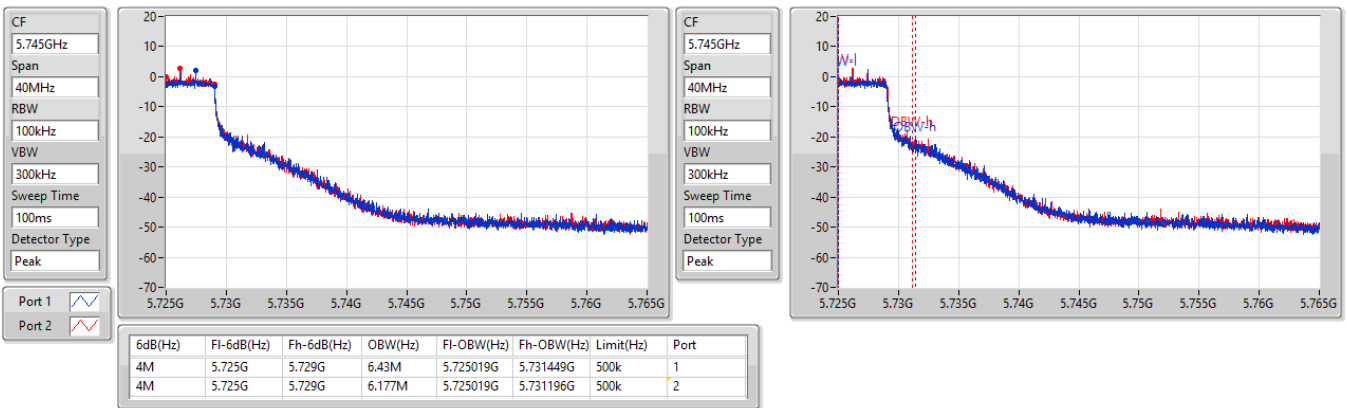 CF
5.745GHz
Span
40MHz
RBW
100kHz
VBW
300kHz
Sweep Time
100ms
Detector Type
Peak
Port 1
Port 2
20
10
0
-10
-20
-30
-40
-50
-60
-70
5.725G 5.73G 5.735G 5.74G 5.745G 5.75G 5.755G 5.76G 5.765G
CF
5.745GHz
Span
40MHz
RBW
100kHz
VBW
300kHz
Sweep Time
100ms
Detector Type
Peak
20
10
0
-10
-20
-30
-40
-50
-60
-70
W-l
OBW-h
OBW-h
5.725G 5.73G 5.735G 5.74G 5.745G 5.75G 5.755G 5.76G 5.765G
6dB(Hz) Fl-6dB(Hz) Fh-6dB(Hz) OBW(Hz) Fl-OBW(Hz) Fh-OBW(Hz) Limit(Hz) Port
4M 5.725G 5.729G 6.43M 5.725019G 5.731449G 500k 1
4M 5.725G 5.729G 6.177M 5.725019G 5.731196G 500k 2